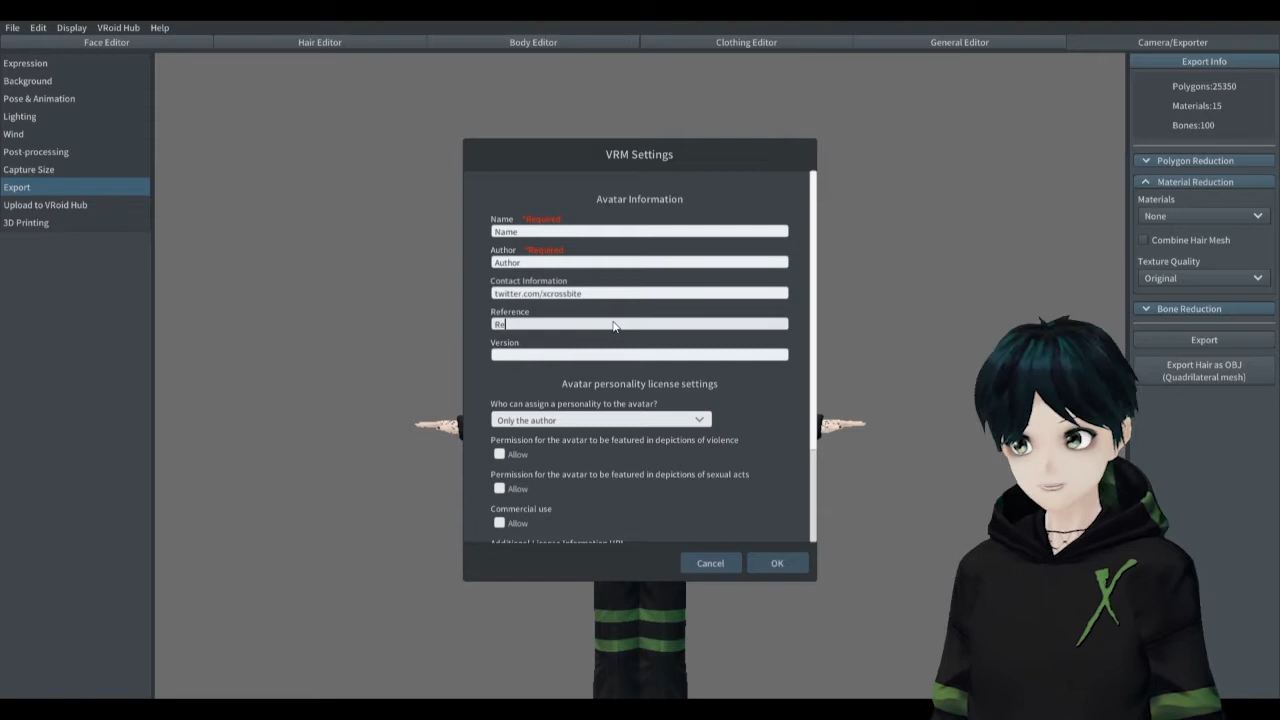 File Edit Display VRoid Hub Help
Face Editor Hair Editor Body Editor Clothing Editor General Editor Camera/Exporter
Expression
Background
Pose & Animation
Lighting
Wind
Post-processing
Capture Size
Export
Upload to VRoid Hub
3D Printing
VRM Settings
Avatar Information
Name *Required
Name
Author *Required
Author
Contact Information
twitter.com/xcrossbite
Reference
Re
Version
Avatar personality license settings
Who can assign a personality to the avatar?
Only the author
Permission for the avatar to be featured in depictions of violence
Allow
Permission for the avatar to be featured in depictions of sexual acts
Allow
Commercial use
Allow
Additional License Information URL
Cancel OK
Export Info
Polygons:25350
Materials:15
Bones:100
Polygon Reduction
Material Reduction
Materials
None
Combine Hair Mesh
Texture Quality
Original
Bone Reduction
Export
Export Hair as OBJ
(Quadrilateral mesh)
X